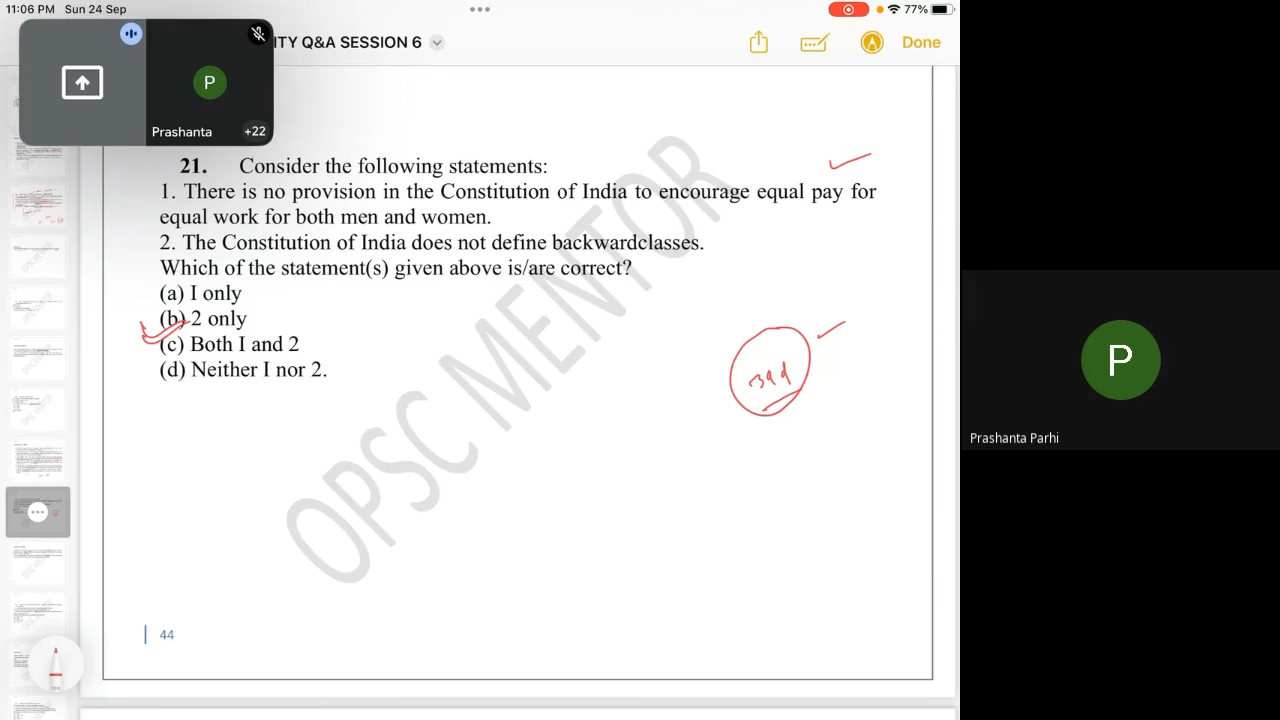 11:06 PM Sun 24 Sep
77%
ITY Q&A SESSION 6
Done
P
Prashanta
+22
21. Consider the following statements:
1. There is no provision in the Constitution of India to encourage equal pay for
equal work for both men and women.
2. The Constitution of India does not define backwardclasses.
Which of the statement(s) given above is/are correct?
(a) I only
(b) 2 only
(c) Both I and 2
(d) Neither I nor 2.
39d
OPSC MENTOR
44
P
Prashanta Parhi